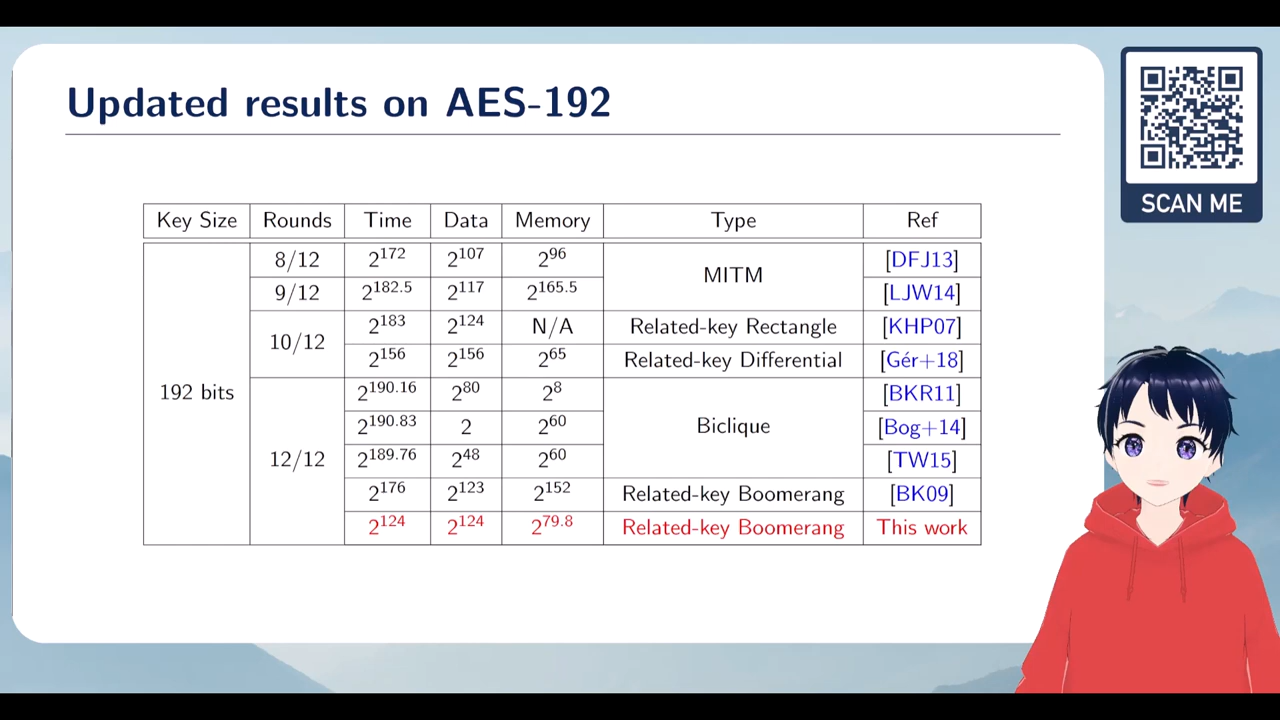 Updated results on AES-192
SCAN ME
Key Size Rounds Time Data Memory Type Ref
192 bits
8/12 2^172 2^107 2^96 MITM [DFJ13]
9/12 2^182.5 2^117 2^165.5 [LJW14]
10/12 2^183 2^124 N/A Related-key Rectangle [KHP07]
2^156 2^156 2^65 Related-key Differential [Gér+18]
12/12 2^190.16 2^80 2^8 Biclique [BKR11]
2^190.83 2 2^60 [Bog+14]
2^189.76 2^48 2^60 [TW15]
2^176 2^123 2^152 Related-key Boomerang [BK09]
2^124 2^124 2^79.8 Related-key Boomerang This work